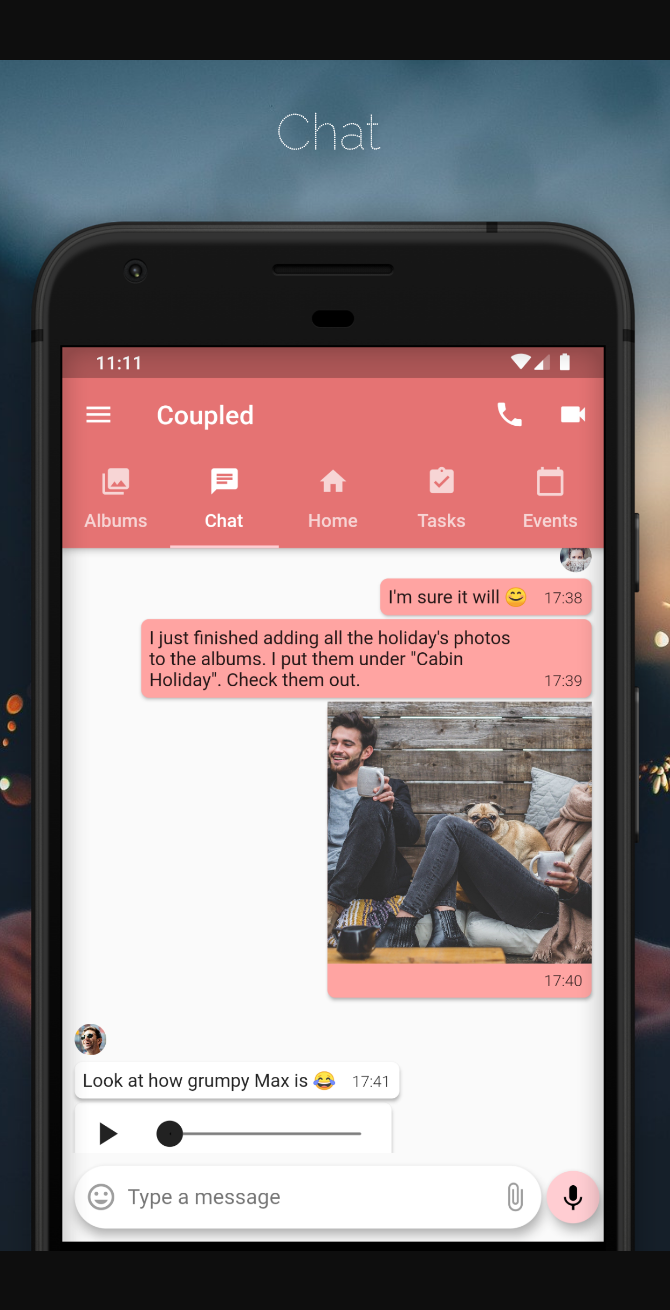 Chat
11:11
Coupled
Albums
Chat
Home
Tasks
Events
I'm sure it will 😊 17:38
I just finished adding all the holiday's photos
to the albums. I put them under "Cabin
Holiday". Check them out. 17:39
17:40
Look at how grumpy Max is 😂 17:41
Type a message